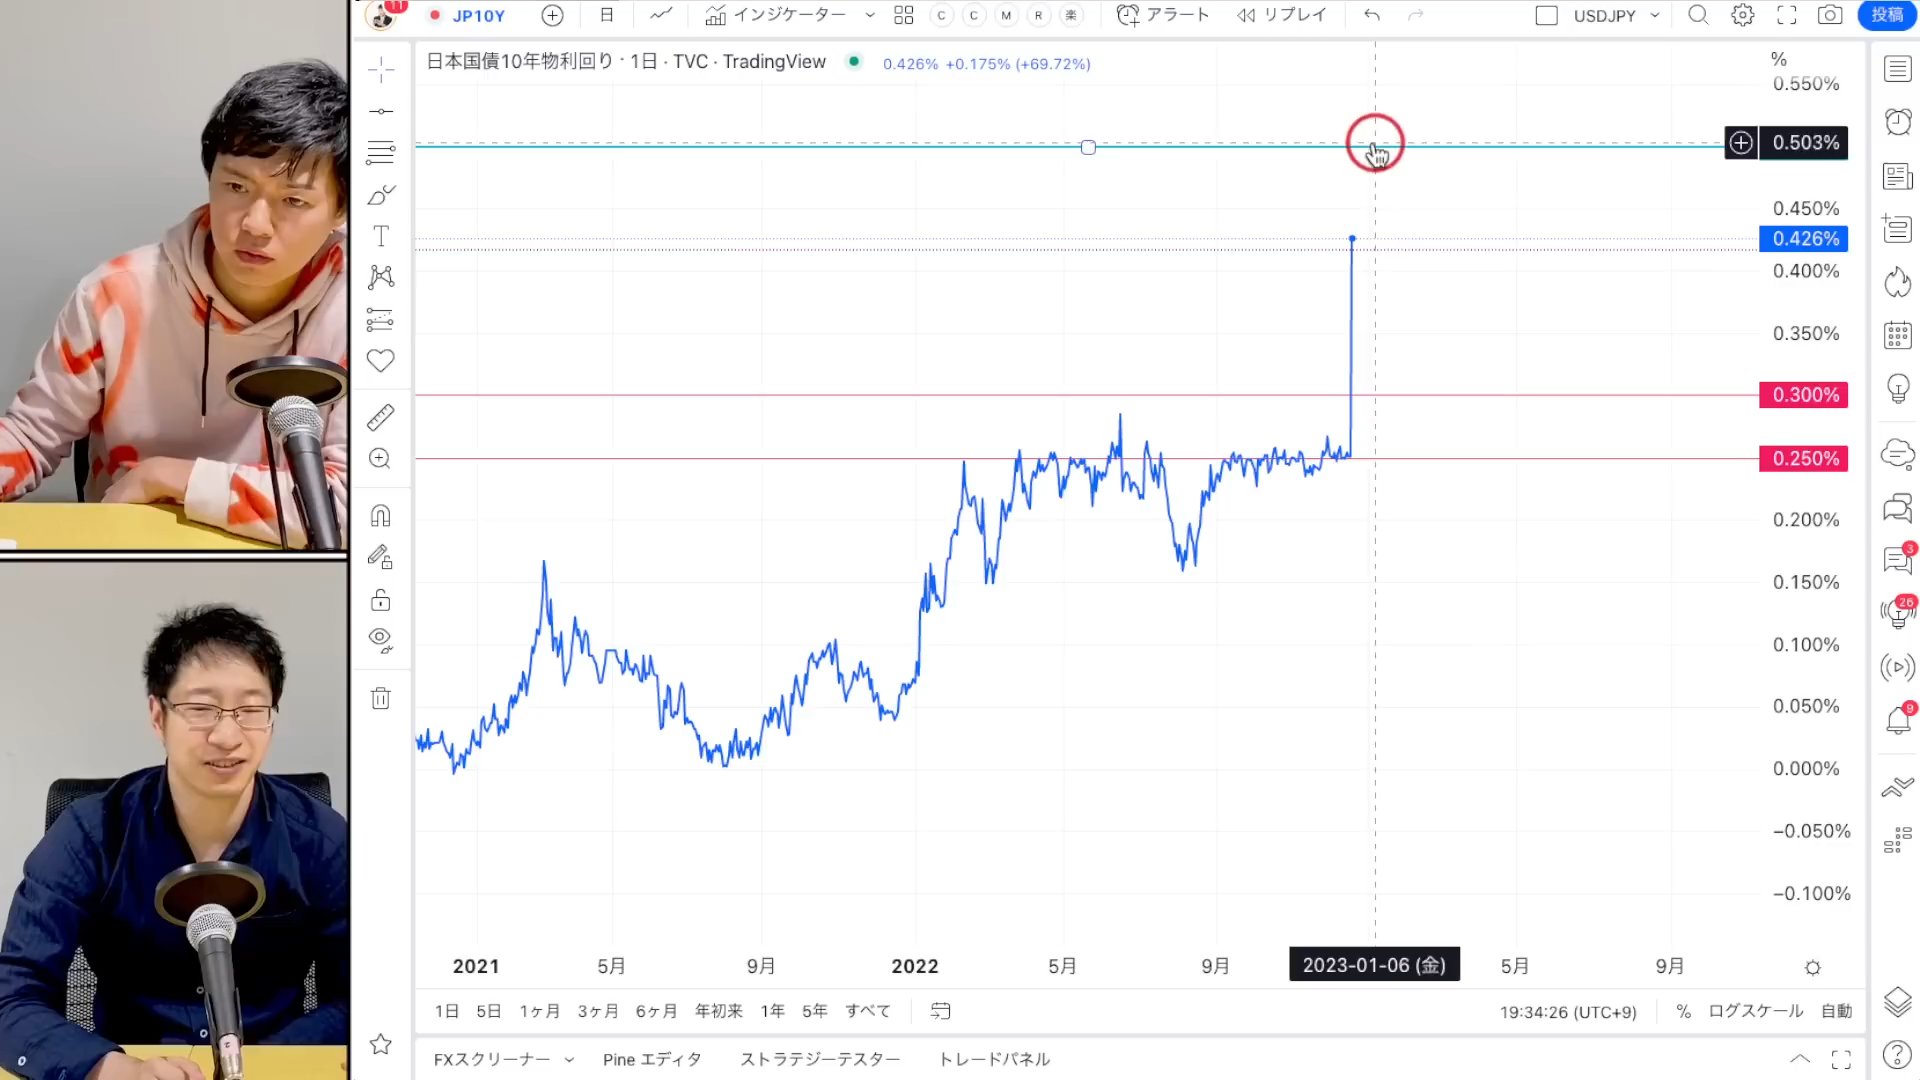 11
JP10Y
日
インジケーター
C
C
M
R
楽
アラート
リプレイ
USDJPY
投稿
日本国債10年物利回り · 1日 · TVC · TradingView
0.426% +0.175% (+69.72%)
%
0.550%
0.503%
0.450%
0.426%
0.400%
0.350%
0.300%
0.250%
0.200%
0.150%
0.100%
0.050%
0.000%
−0.050%
−0.100%
3
26
9
2021
5月
9月
2022
5月
9月
2023-01-06 (金)
5月
9月
1日 5日 1ヶ月 3ヶ月 6ヶ月 年初来 1年 5年 すべて
19:34:26 (UTC+9)
% ログスケール 自動
FXスクリーナー Pine エディタ ストラテジーテスター トレードパネル